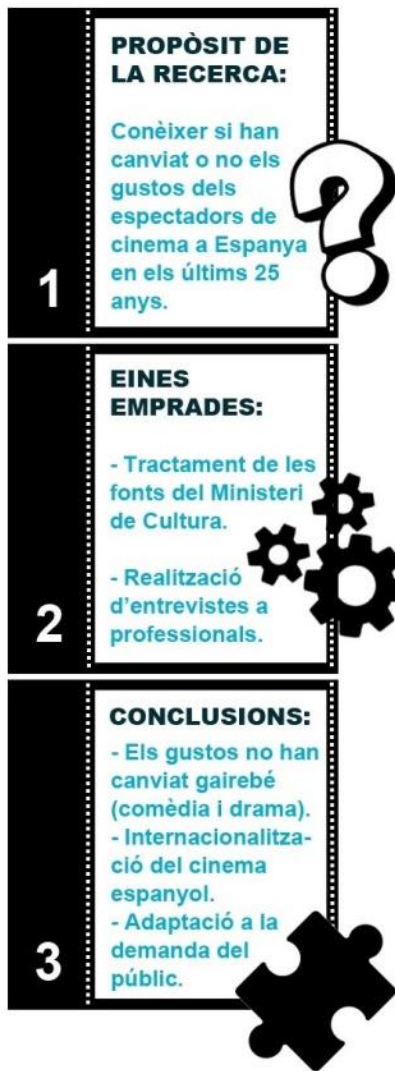 1
PROPÒSIT DE
LA RECERCA:
Conèixer si han
canviat o no els
gustos dels
espectadors de
cinema a Espanya
en els últims 25
anys.
2
EINES
EMPRADES:
- Tractament de les
fonts del Ministeri
de Cultura.
- Realització
d’entrevistes a
professionals.
3
CONCLUSIONS:
- Els gustos no han
canviat gairebé
(comèdia i drama).
- Internacionalitza-
ció del cinema
espanyol.
- Adaptació a la
demanda del
públic.